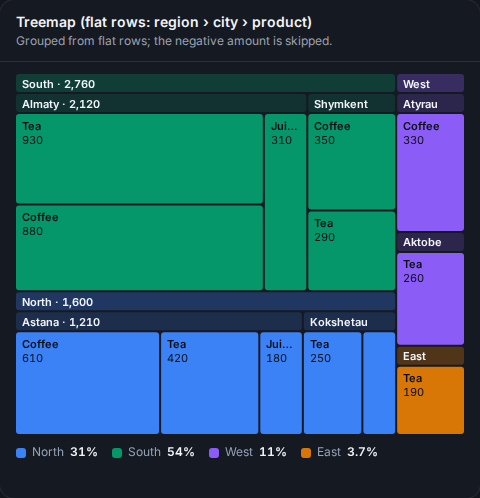 Treemap (flat rows: region › city › product)
Grouped from flat rows; the negative amount is skipped.
South · 2,760
West
Almaty · 2,120
Shymkent
Atyrau
Tea
930
Jui…
310
Coffee
350
Coffee
330
Coffee
880
Tea
290
Aktobe
Tea
260
North · 1,600
Astana · 1,210
Kokshetau
Coffee
610
Tea
420
Jui…
180
Tea
250
East
Tea
190
North 31%
South 54%
West 11%
East 3.7%